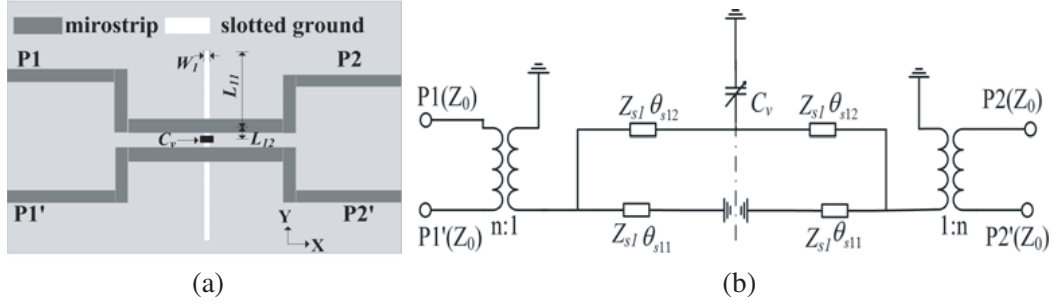 mirostrip slotted ground
P1 P2
W1 L11
Cv L12
P1' P2'
Y
X
(a)
P1(Z0) P2(Z0)
Cv
Zs1 θs12 Zs1 θs12
P1'(Z0) P2'(Z0)
n:1 1:n
Zs1 θs11 Zs1 θs11
(b)